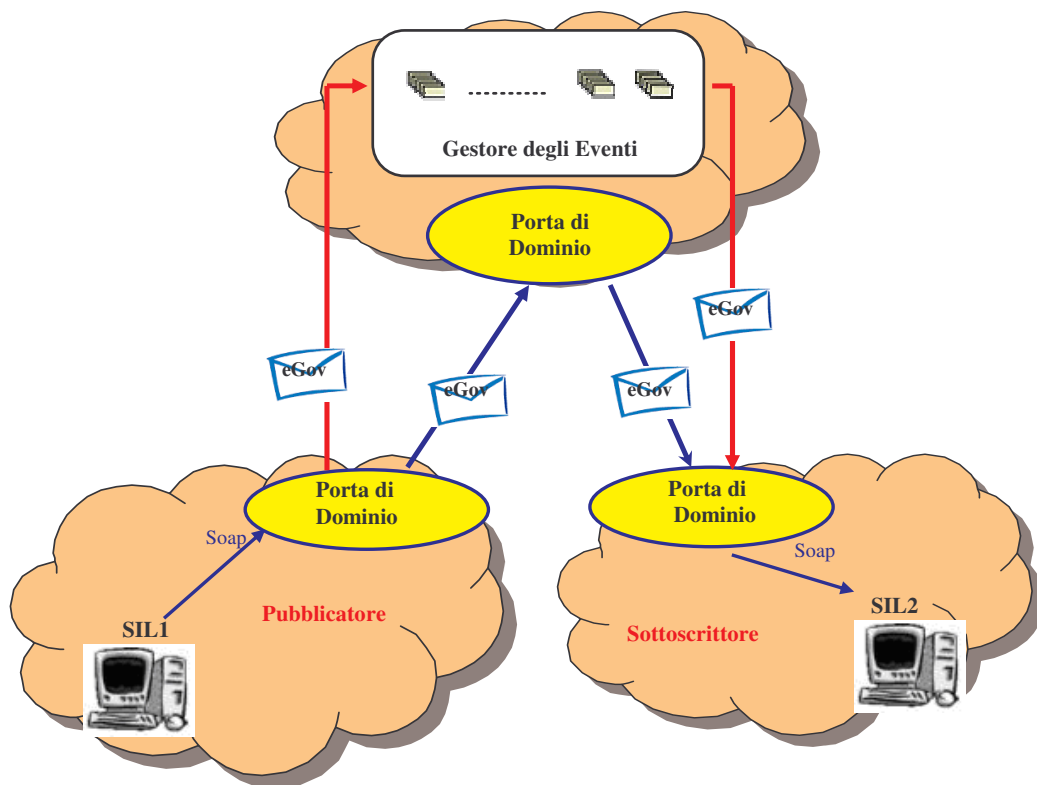 Gestore degli Eventi
Porta di
Dominio
eGov
eGov
eGov
eGov
Porta di
Dominio
Soap
SIL1
Pubblicatore
Porta di
Dominio
Soap
SIL2
Sottoscrittore